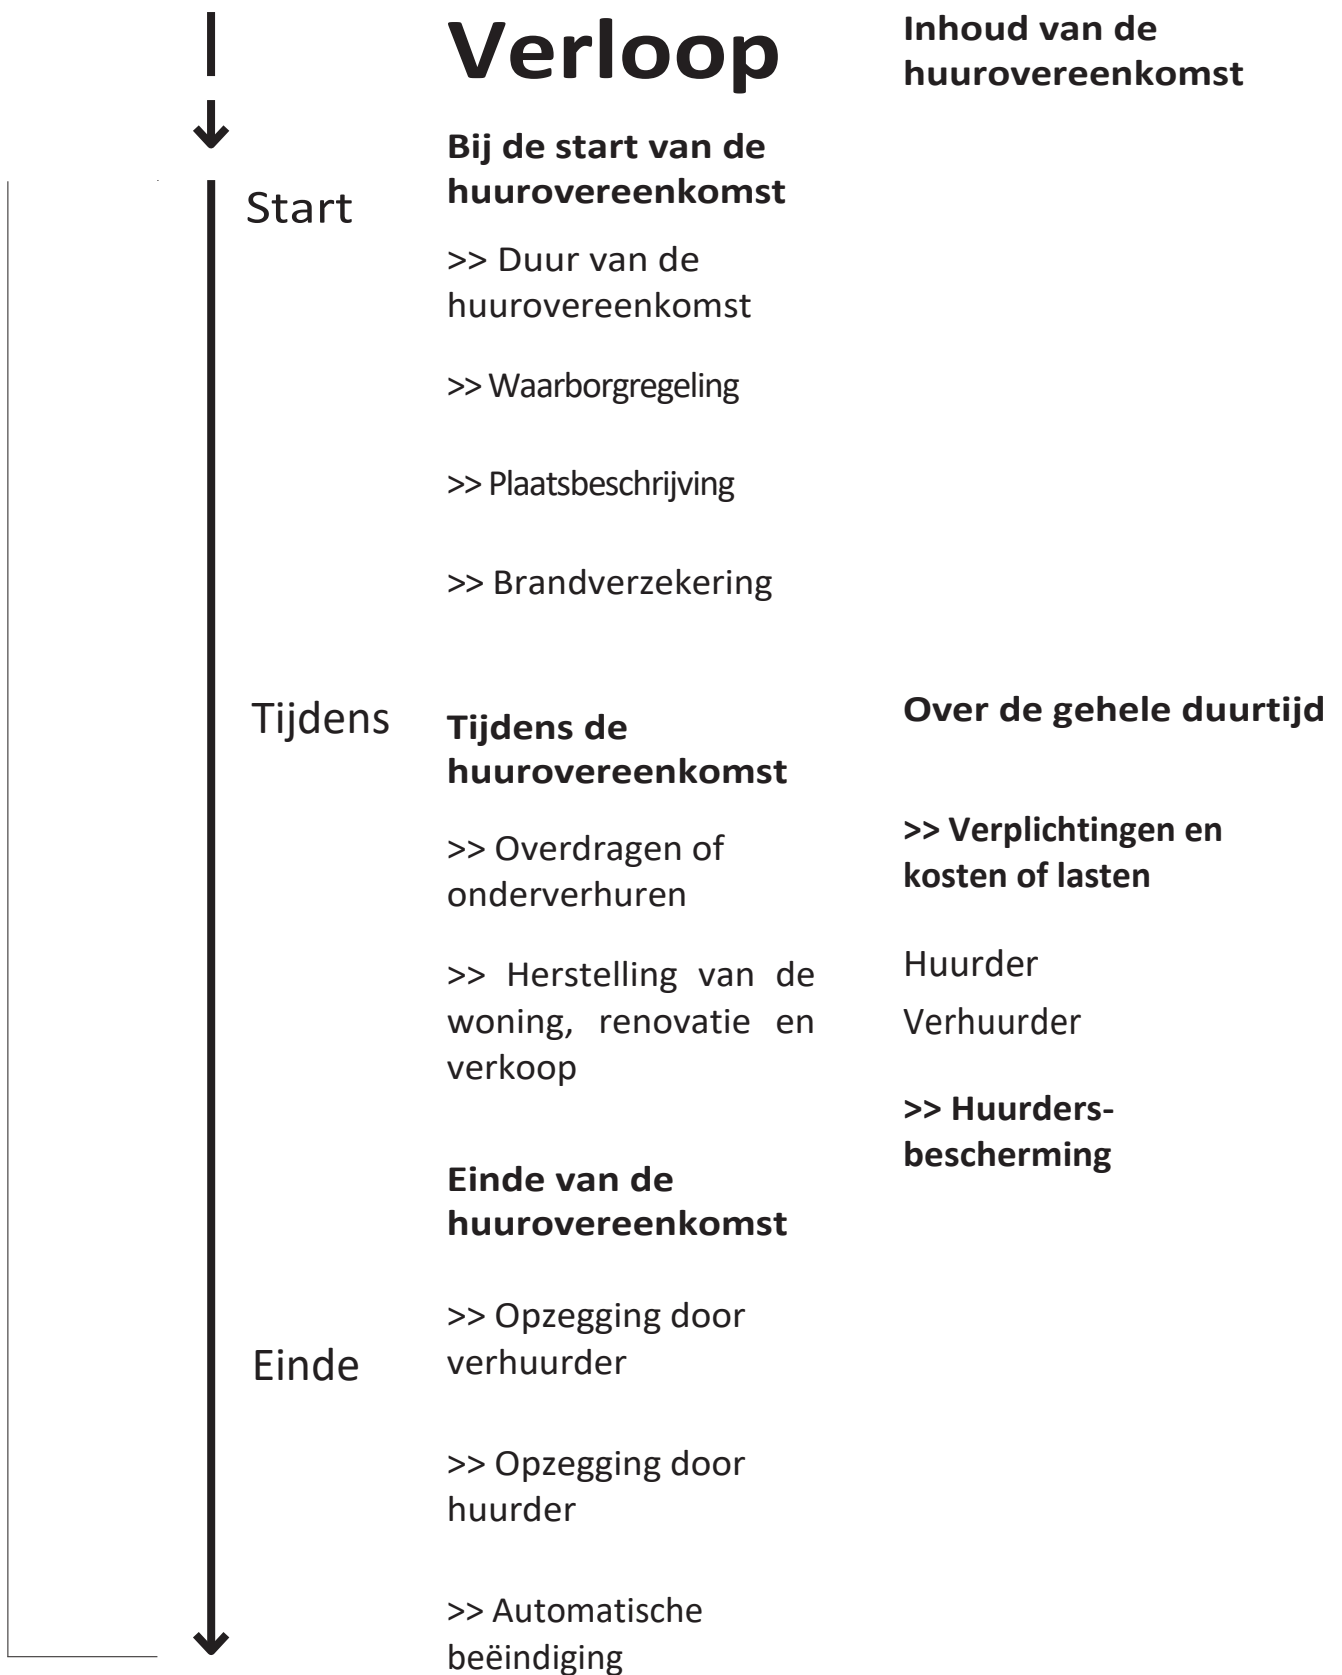 Verloop
Inhoud van de
huurovereenkomst
Start
Bij de start van de
huurovereenkomst
>> Duur van de
huurovereenkomst
>> Waarborgregeling
>> Plaatsbeschrijving
>> Brandverzekering
Tijdens
Tijdens de
huurovereenkomst
>> Overdragen of
onderverhuren
>> Herstelling van de
woning, renovatie en
verkoop
Over de gehele duurtijd
>> Verplichtingen en
kosten of lasten
Huurder
Verhuurder
>> Huurders-
bescherming
Einde
Einde van de
huurovereenkomst
>> Opzegging door
verhuurder
>> Opzegging door
huurder
>> Automatische
beëindiging